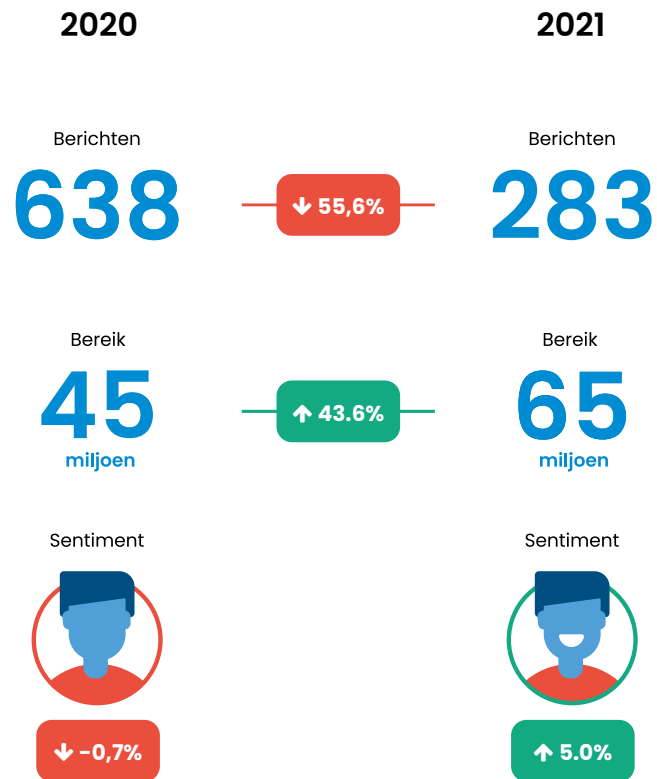 2020
2021
Berichten
Berichten
638
↓ 55,6%
283
Bereik
Bereik
45
↑ 43.6%
65
miljoen
miljoen
Sentiment
Sentiment
↓ -0,7%
↑ 5.0%